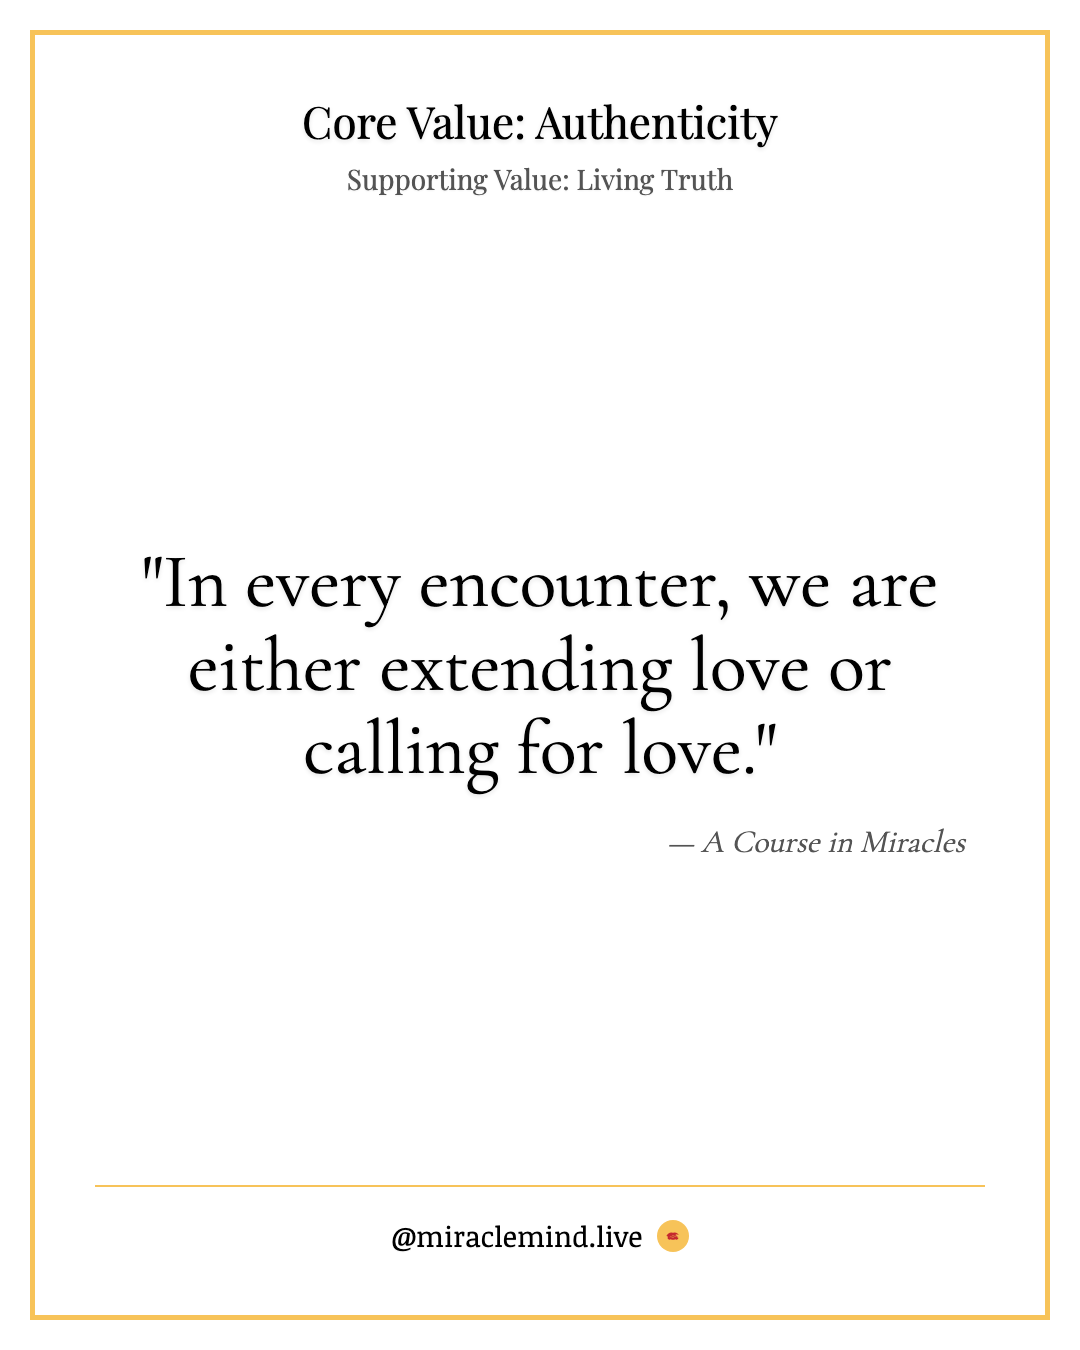 Core Value: Authenticity
Supporting Value: Living Truth
"In every encounter, we are
either extending love or
calling for love."
— A Course in Miracles
@miraclemind.live